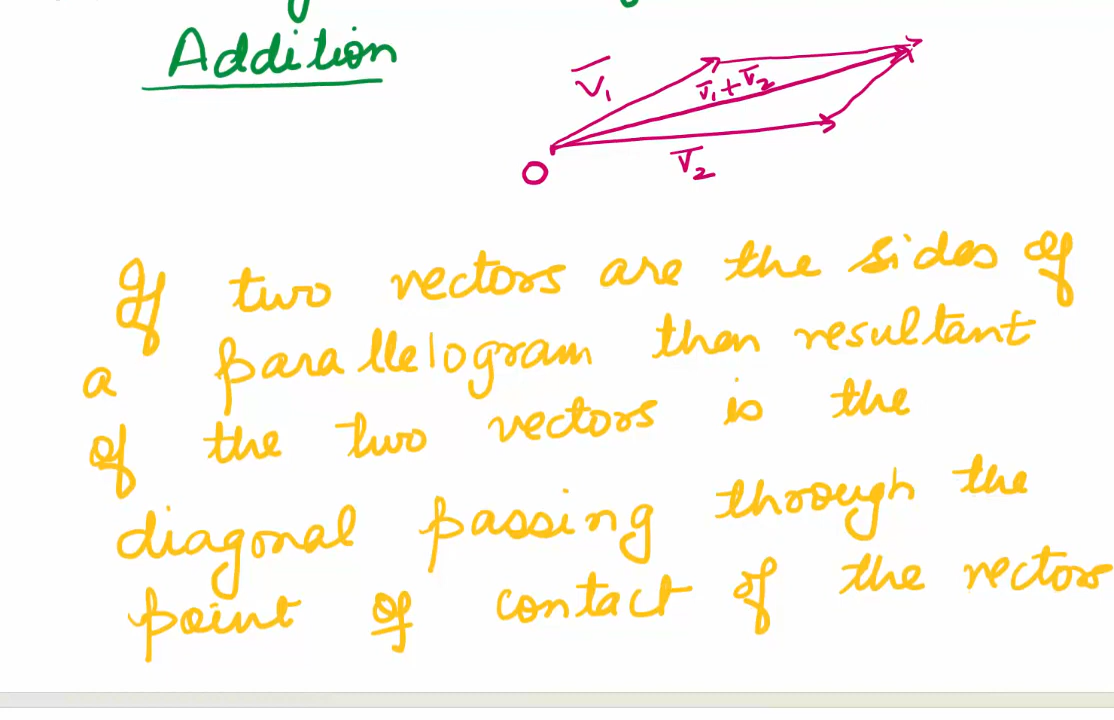 Addition
V̅₁
V̅₁+V̅₂
V̅₂
O
If two vectors are the sides of
a parallelogram then resultant
of the two vectors is the
diagonal passing through the
point of contact of the vectors